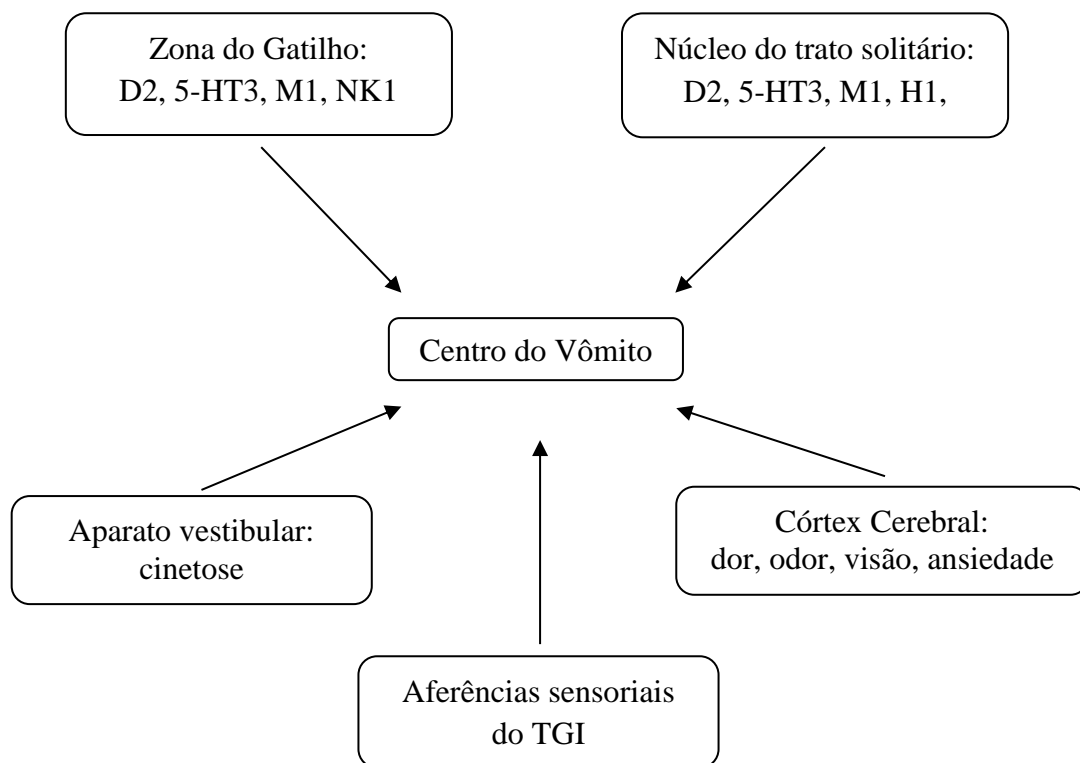 Zona do Gatilho:
D2, 5-HT3, M1, NK1
Núcleo do trato solitário:
D2, 5-HT3, M1, H1,
Centro do Vômito
Aparato vestibular:
cinetose
Córtex Cerebral:
dor, odor, visão, ansiedade
Aferências sensoriais
do TGI